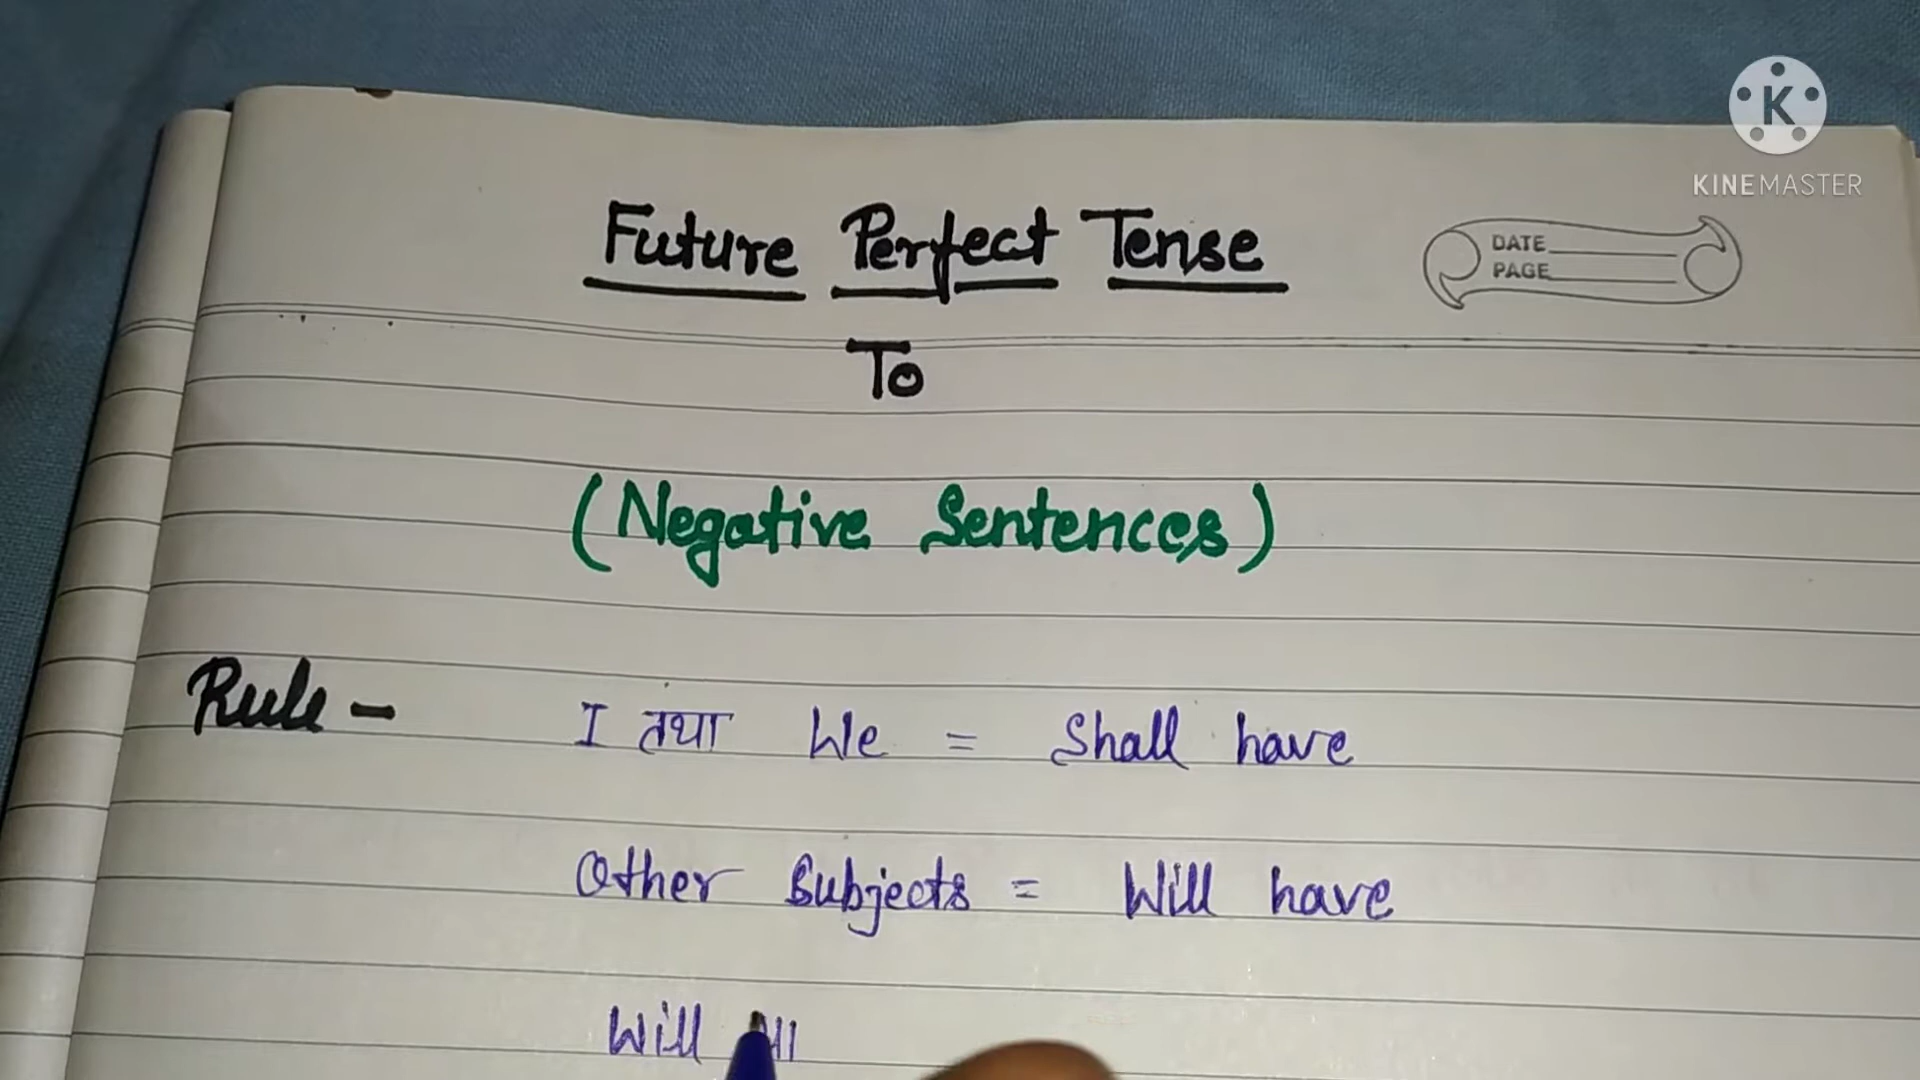 KINEMASTER
Future Perfect Tense
DATE
PAGE
To
(Negative Sentences)
Rule - I तथा We = Shall have
Other Subjects = Will have
Will